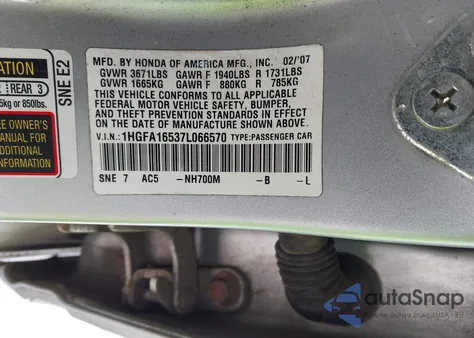 ATION
REAR 3
5kg or 850lbs.
E OWNER'S
ANUAL FOR
DITIONAL
ORMATION
SNE E2
MFD. BY HONDA OF AMERICA MFG., INC. 02/'07
GVWR 3671LBS GAWR F 1940LBS R 1731LBS
GVWR 1665KG GAWR F 880KG R 785KG
THIS VEHICLE CONFORMS TO ALL APPLICABLE
FEDERAL MOTOR VEHICLE SAFETY, BUMPER,
AND THEFT PREVENTION STANDARDS IN EFFECT
ON THE DATE OF MANUFACTURE SHOWN ABOVE.
V.I.N.: 1HGFA16537L066570 TYPE:PASSENGER CAR
SNE 7 AC5 -NH700M -B -L
autoSnap